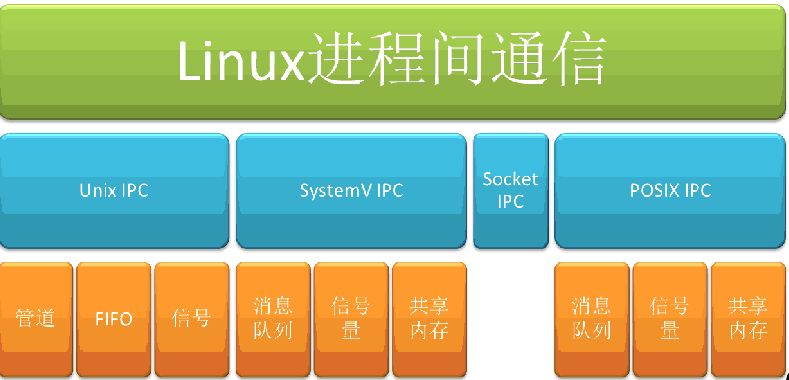 Linux进程间通信
Unix IPC
SystemV IPC
Socket
IPC
POSIX IPC
管道
FIFO
信号
消息
队列
信号
量
共享
内存
消息
队列
信号
量
共享
内存